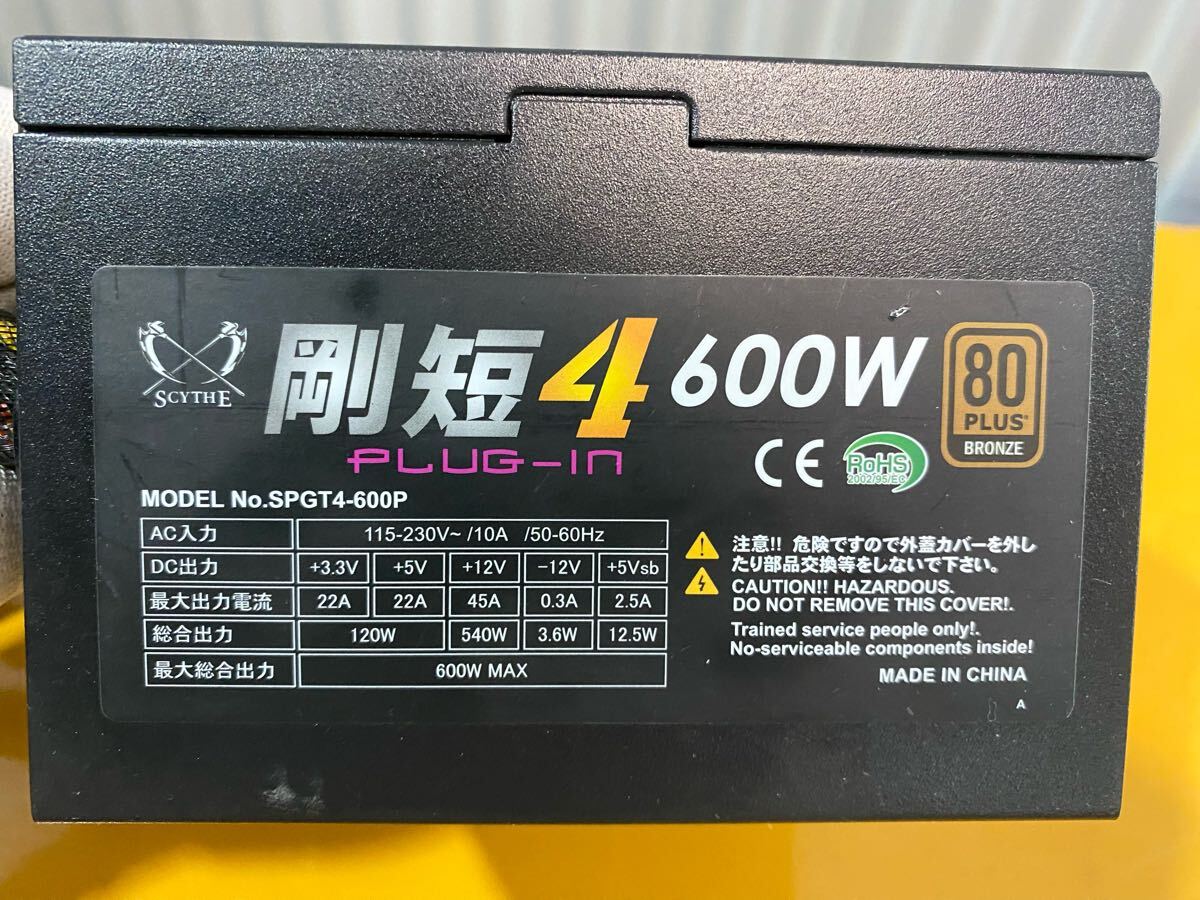 SCYTHE
剛短4 600W
PLUG-IN
80
PLUS
BRONZE
CE
RoHS
2002/95/EC
MODEL No.SPGT4-600P
AC入力 115-230V~ /10A /50-60Hz
DC出力 +3.3V +5V +12V -12V +5Vsb
最大出力電流 22A 22A 45A 0.3A 2.5A
総合出力 120W 540W 3.6W 12.5W
最大総合出力 600W MAX
注意!! 危険ですので外蓋カバーを外し
たり部品交換等をしないで下さい。
CAUTION!! HAZARDOUS.
DO NOT REMOVE THIS COVER!.
Trained service people only!.
No-serviceable components inside!
MADE IN CHINA
A